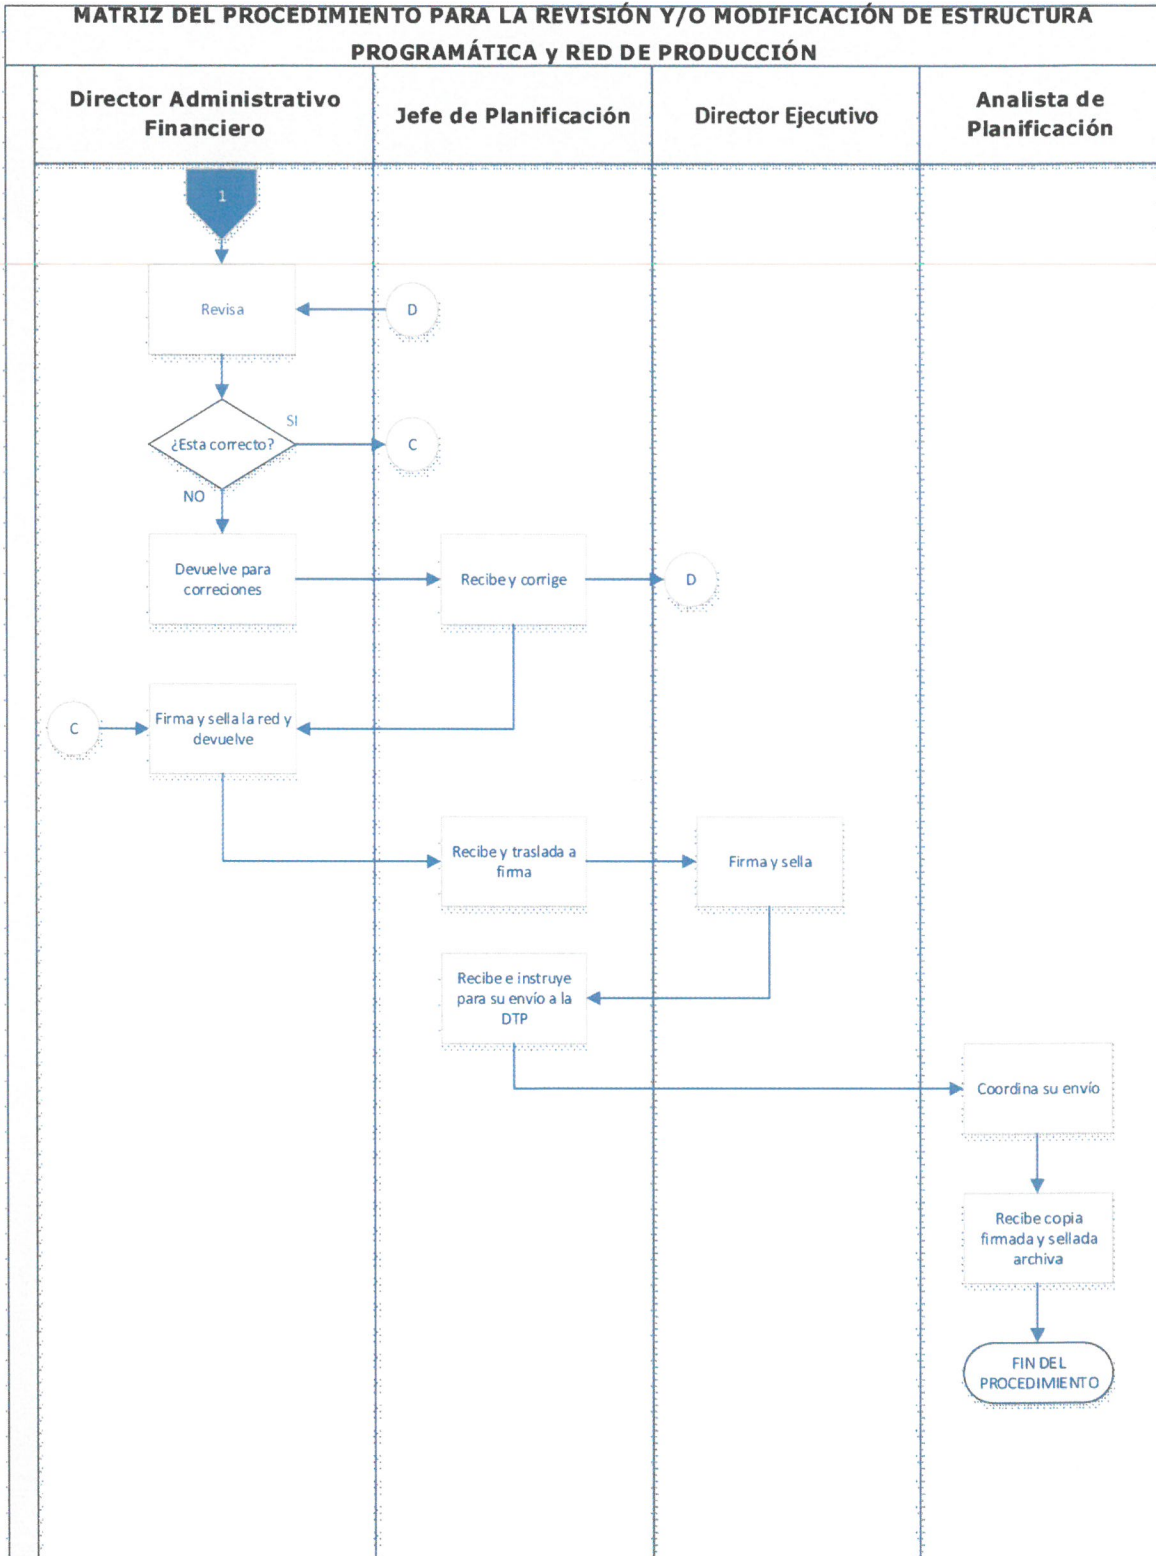 MATRIZ DEL PROCEDIMIENTO PARA LA REVISIÓN Y/O MODIFICACIÓN DE ESTRUCTURA
PROGRAMÁTICA y RED DE PRODUCCIÓN
Director Administrativo
Financiero
Jefe de Planificación
Director Ejecutivo
Analista de
Planificación
1
Revisa
D
SI
¿Esta correcto?
C
NO
Devuelve para
correciones
Recibe y corrige
D
C
Firma y sella la red y
devuelve
Recibe y traslada a
firma
Firma y sella
Recibe e instruye
para su envío a la
DTP
Coordina su envío
Recibe copia
firmada y sellada
archiva
FIN DEL
PROCEDIMIENTO